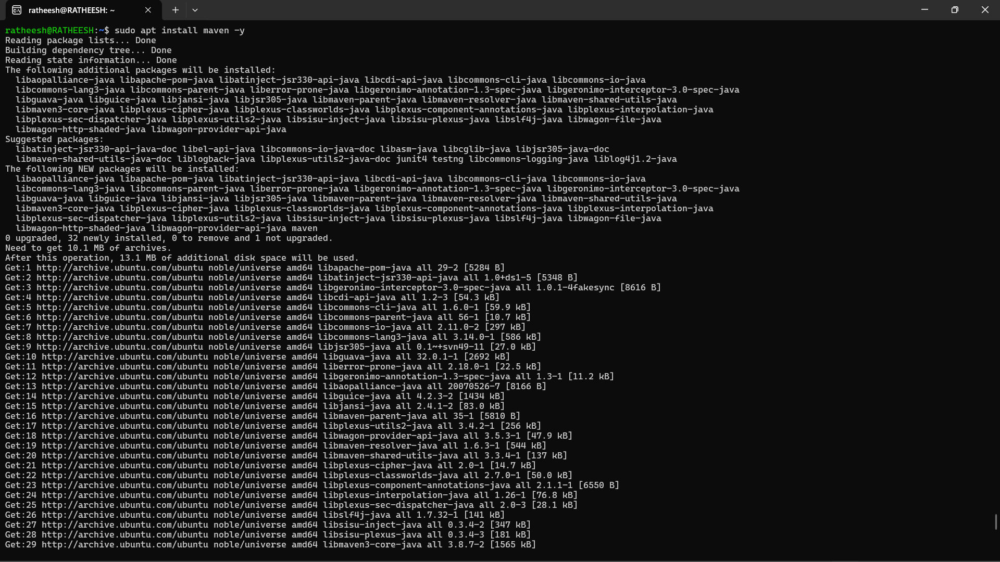 ratheesh@RATHEESH: ~
ratheesh@RATHEESH:~$ sudo apt install maven -y
Reading package lists... Done
Building dependency tree... Done
Reading state information... Done
The following additional packages will be installed:
  libaopalliance-java libapache-pom-java libatinject-jsr330-api-java libcdi-api-java libcommons-cli-java libcommons-io-java
  libcommons-lang3-java libcommons-parent-java liberror-prone-java libgeronimo-annotation-1.3-spec-java libgeronimo-interceptor-3.0-spec-java
  libguava-java libguice-java libjansi-java libjsr305-java libmaven-parent-java libmaven-resolver-java libmaven-shared-utils-java
  libmaven3-core-java libplexus-cipher-java libplexus-classworlds-java libplexus-component-annotations-java libplexus-interpolation-java
  libplexus-sec-dispatcher-java libplexus-utils2-java libsisu-inject-java libsisu-plexus-java libslf4j-java libwagon-file-java
  libwagon-http-shaded-java libwagon-provider-api-java
Suggested packages:
  libatinject-jsr330-api-java-doc libel-api-java libcommons-io-java-doc libasm-java libcglib-java libjsr305-java-doc
  libmaven-shared-utils-java-doc liblogback-java libplexus-utils2-java-doc junit4 testng libcommons-logging-java liblog4j1.2-java
The following NEW packages will be installed:
  libaopalliance-java libapache-pom-java libatinject-jsr330-api-java libcdi-api-java libcommons-cli-java libcommons-io-java
  libcommons-lang3-java libcommons-parent-java liberror-prone-java libgeronimo-annotation-1.3-spec-java libgeronimo-interceptor-3.0-spec-java
  libguava-java libguice-java libjansi-java libjsr305-java libmaven-parent-java libmaven-resolver-java libmaven-shared-utils-java
  libmaven3-core-java libplexus-cipher-java libplexus-classworlds-java libplexus-component-annotations-java libplexus-interpolation-java
  libplexus-sec-dispatcher-java libplexus-utils2-java libsisu-inject-java libsisu-plexus-java libslf4j-java libwagon-file-java
  libwagon-http-shaded-java libwagon-provider-api-java maven
0 upgraded, 32 newly installed, 0 to remove and 1 not upgraded.
Need to get 10.1 MB of archives.
After this operation, 13.1 MB of additional disk space will be used.
Get:1 http://archive.ubuntu.com/ubuntu noble/universe amd64 libapache-pom-java all 29-2 [5284 B]
Get:2 http://archive.ubuntu.com/ubuntu noble/universe amd64 libatinject-jsr330-api-java all 1.0+ds1-5 [5348 B]
Get:3 http://archive.ubuntu.com/ubuntu noble/universe amd64 libgeronimo-interceptor-3.0-spec-java all 1.0.1-4fakesync [8616 B]
Get:4 http://archive.ubuntu.com/ubuntu noble/universe amd64 libcdi-api-java all 1.2-3 [54.3 kB]
Get:5 http://archive.ubuntu.com/ubuntu noble/universe amd64 libcommons-cli-java all 1.6.0-1 [59.9 kB]
Get:6 http://archive.ubuntu.com/ubuntu noble/universe amd64 libcommons-parent-java all 56-1 [10.7 kB]
Get:7 http://archive.ubuntu.com/ubuntu noble/universe amd64 libcommons-io-java all 2.11.0-2 [297 kB]
Get:8 http://archive.ubuntu.com/ubuntu noble/universe amd64 libcommons-lang3-java all 3.14.0-1 [586 kB]
Get:9 http://archive.ubuntu.com/ubuntu noble/universe amd64 libjsr305-java all 0.1~+svn49-11 [27.0 kB]
Get:10 http://archive.ubuntu.com/ubuntu noble/universe amd64 libguava-java all 32.0.1-1 [2692 kB]
Get:11 http://archive.ubuntu.com/ubuntu noble/universe amd64 liberror-prone-java all 2.18.0-1 [22.5 kB]
Get:12 http://archive.ubuntu.com/ubuntu noble/universe amd64 libgeronimo-annotation-1.3-spec-java all 1.3-1 [11.2 kB]
Get:13 http://archive.ubuntu.com/ubuntu noble/universe amd64 libaopalliance-java all 20070526-7 [8166 B]
Get:14 http://archive.ubuntu.com/ubuntu noble/universe amd64 libguice-java all 4.2.3-2 [1434 kB]
Get:15 http://archive.ubuntu.com/ubuntu noble/universe amd64 libjansi-java all 2.4.1-2 [83.0 kB]
Get:16 http://archive.ubuntu.com/ubuntu noble/universe amd64 libmaven-parent-java all 35-1 [5810 B]
Get:17 http://archive.ubuntu.com/ubuntu noble/universe amd64 libplexus-utils2-java all 3.4.2-1 [256 kB]
Get:18 http://archive.ubuntu.com/ubuntu noble/universe amd64 libwagon-provider-api-java all 3.5.3-1 [47.9 kB]
Get:19 http://archive.ubuntu.com/ubuntu noble/universe amd64 libmaven-resolver-java all 1.6.3-1 [544 kB]
Get:20 http://archive.ubuntu.com/ubuntu noble/universe amd64 libmaven-shared-utils-java all 3.3.4-1 [137 kB]
Get:21 http://archive.ubuntu.com/ubuntu noble/universe amd64 libplexus-cipher-java all 2.0-1 [14.7 kB]
Get:22 http://archive.ubuntu.com/ubuntu noble/universe amd64 libplexus-classworlds-java all 2.7.0-1 [50.0 kB]
Get:23 http://archive.ubuntu.com/ubuntu noble/universe amd64 libplexus-component-annotations-java all 2.1.1-1 [6550 B]
Get:24 http://archive.ubuntu.com/ubuntu noble/universe amd64 libplexus-interpolation-java all 1.26-1 [76.8 kB]
Get:25 http://archive.ubuntu.com/ubuntu noble/universe amd64 libplexus-sec-dispatcher-java all 2.0-3 [28.1 kB]
Get:26 http://archive.ubuntu.com/ubuntu noble/universe amd64 libslf4j-java all 1.7.32-1 [141 kB]
Get:27 http://archive.ubuntu.com/ubuntu noble/universe amd64 libsisu-inject-java all 0.3.4-2 [347 kB]
Get:28 http://archive.ubuntu.com/ubuntu noble/universe amd64 libsisu-plexus-java all 0.3.4-3 [181 kB]
Get:29 http://archive.ubuntu.com/ubuntu noble/universe amd64 libmaven3-core-java all 3.8.7-2 [1565 kB]